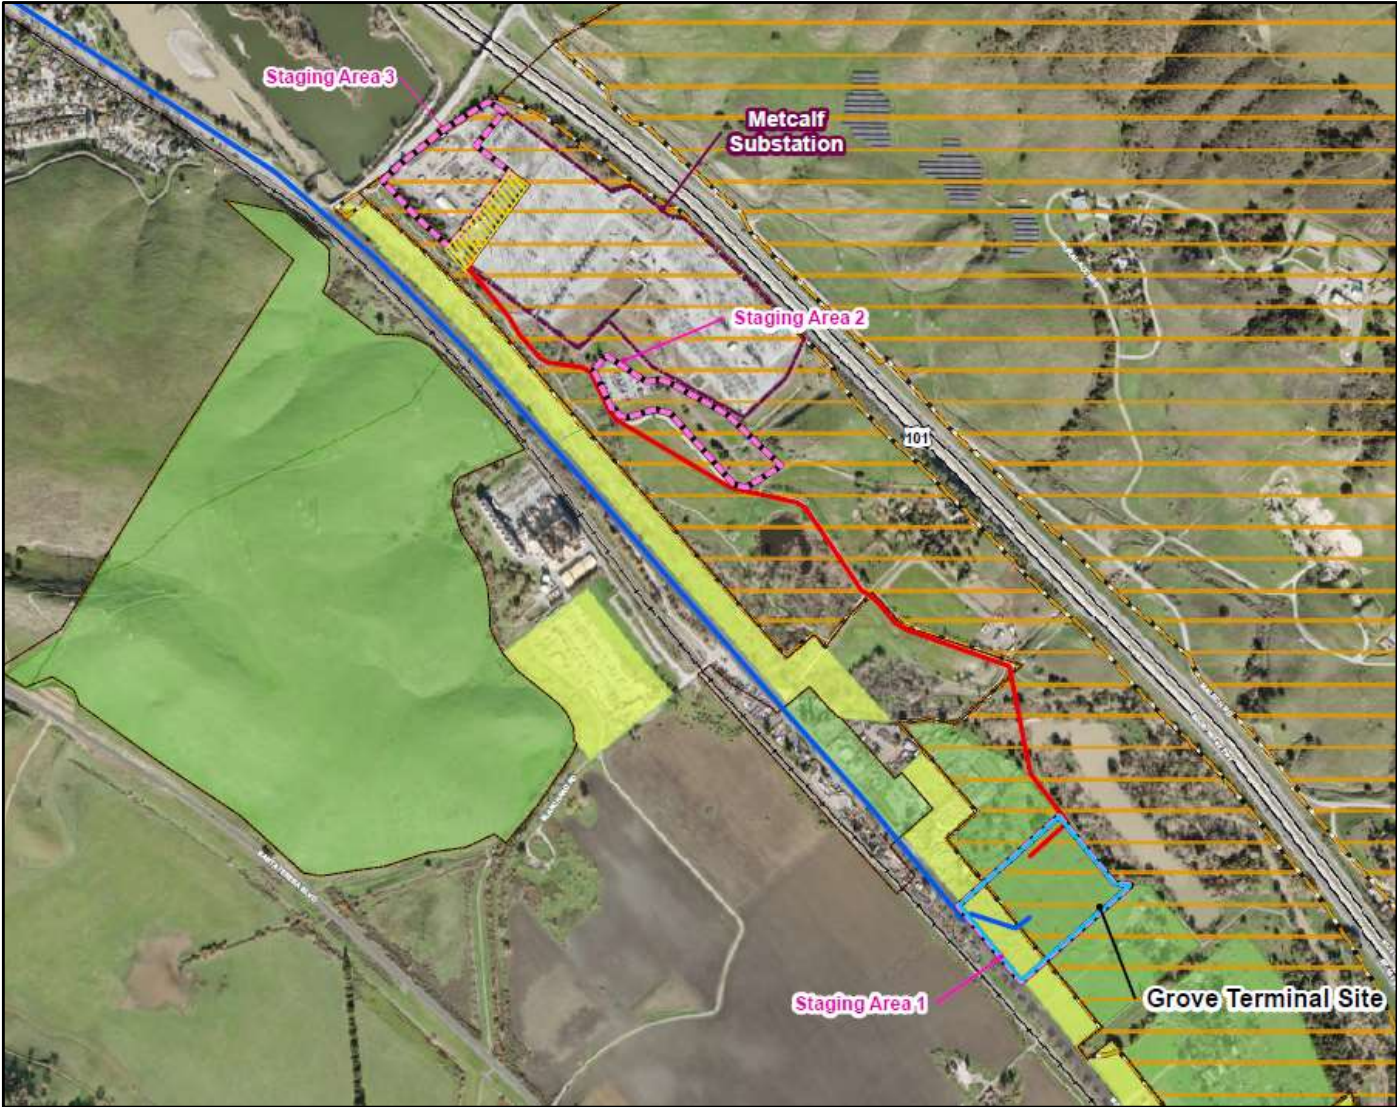 Staging Area 3
Metcalf
Substation
Staging Area 2
101
Staging Area 1
Grove Terminal Site